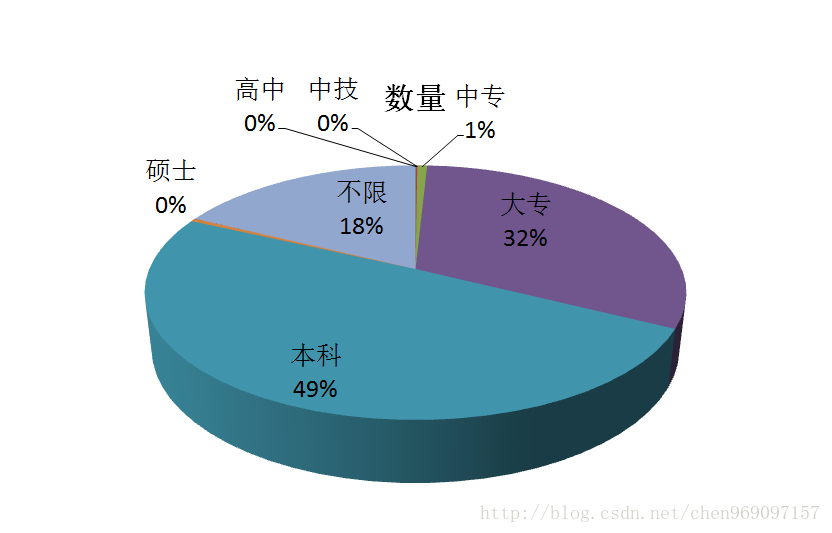 数量
高中
0%
中技
0%
中专
1%
硕士
0%
不限
18%
大专
32%
本科
49%
http://blog.csdn.net/chen969097157